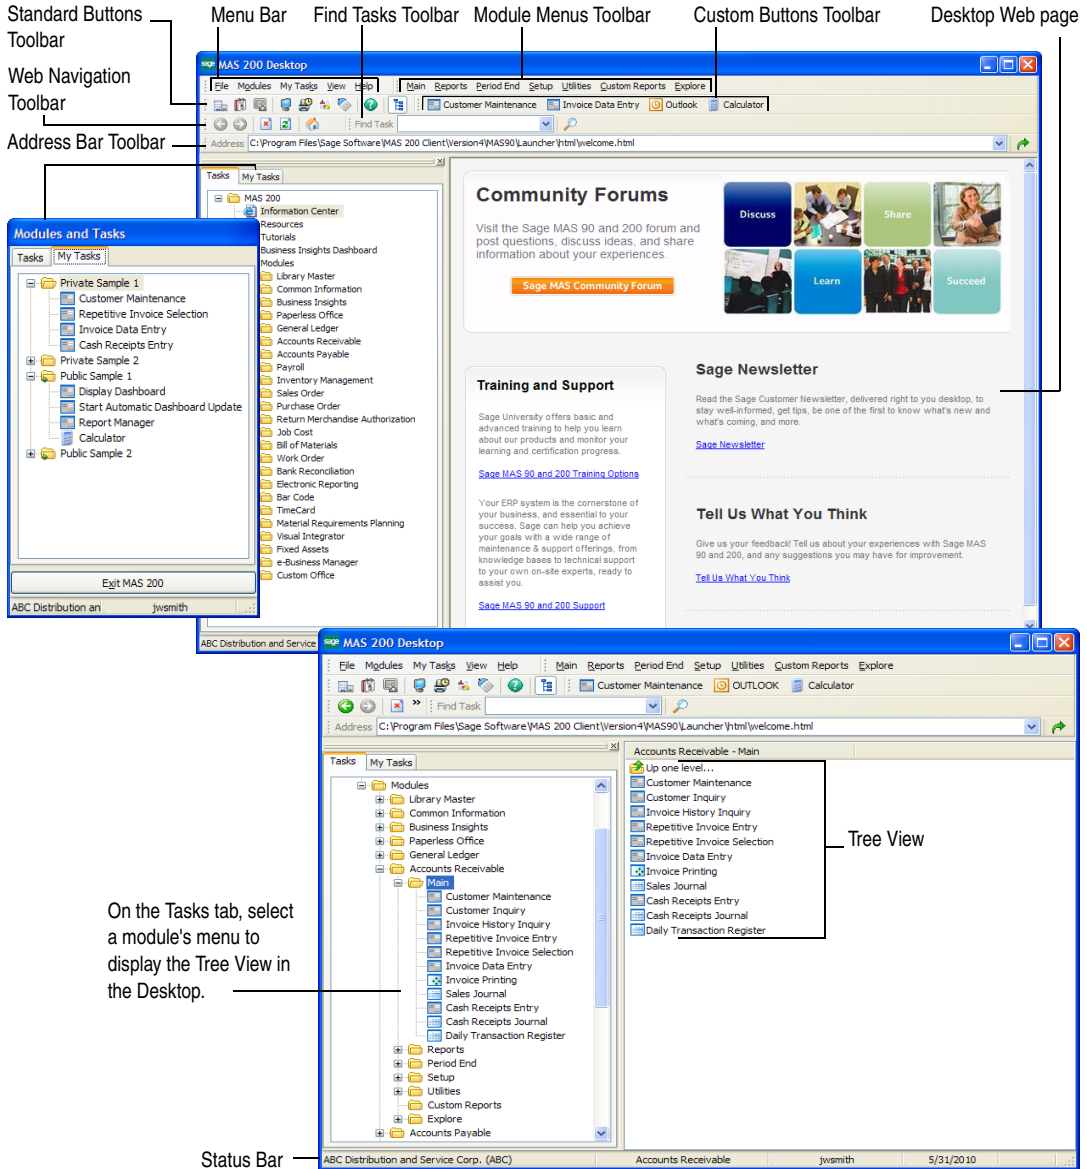 Standard Buttons
Toolbar
Menu Bar
Find Tasks Toolbar
Module Menus Toolbar
Custom Buttons Toolbar
Desktop Web page
Web Navigation
Toolbar
Address Bar Toolbar
sage MAS 200 Desktop
File Modules My Tasks View Help Main Reports Period End Setup Utilities Custom Reports Explore
Customer Maintenance Invoice Data Entry Outlook Calculator
Find Task
Address C:\Program Files\Sage Software\MAS 200 Client\Version4\MAS90\Launcher\html\welcome.html
Tasks My Tasks
MAS 200
Information Center
Resources
Tutorials
Business Insights Dashboard
Modules
Library Master
Common Information
Business Insights
Paperless Office
General Ledger
Accounts Receivable
Accounts Payable
Payroll
Inventory Management
Sales Order
Purchase Order
Return Merchandise Authorization
Job Cost
Bill of Materials
Work Order
Bank Reconciliation
Electronic Reporting
Bar Code
TimeCard
Material Requirements Planning
Visual Integrator
Fixed Assets
e-Business Manager
Custom Office
ABC Distribution and Service
Modules and Tasks
Tasks My Tasks
Private Sample 1
Customer Maintenance
Repetitive Invoice Selection
Invoice Data Entry
Cash Receipts Entry
Private Sample 2
Public Sample 1
Display Dashboard
Start Automatic Dashboard Update
Report Manager
Calculator
Public Sample 2
Exit MAS 200
ABC Distribution an jwsmith
Community Forums
Visit the Sage MAS 90 and 200 forum and
post questions, discuss ideas, and share
information about your experiences.
Sage MAS Community Forum
Discuss
Share
Learn
Succeed
Training and Support
Sage University offers basic and
advanced training to help you learn
about our products and monitor your
learning and certification progress.
Sage MAS 90 and 200 Training Options
Your ERP system is the cornerstone of
your business, and essential to your
success. Sage can help you achieve
your goals with a wide range of
maintenance & support offerings, from
knowledge bases to technical support
to your own on-site experts, ready to
assist you.
Sage MAS 90 and 200 Support
Sage Newsletter
Read the Sage Customer Newsletter, delivered right to you desktop, to
stay well-informed, get tips, be one of the first to know what's new and
what's coming, and more.
Sage Newsletter
Tell Us What You Think
Give us your feedback! Tell us about your experiences with Sage MAS
90 and 200, and any suggestions you may have for improvement.
Tell Us What You Think
sage MAS 200 Desktop
File Modules My Tasks View Help Main Reports Period End Setup Utilities Custom Reports Explore
Customer Maintenance OUTLOOK Calculator
Find Task
Address C:\Program Files\Sage Software\MAS 200 Client\Version4\MAS90\Launcher\html\welcome.html
Tasks My Tasks
Modules
Library Master
Common Information
Business Insights
Paperless Office
General Ledger
Accounts Receivable
Main
Customer Maintenance
Customer Inquiry
Invoice History Inquiry
Repetitive Invoice Entry
Repetitive Invoice Selection
Invoice Data Entry
Invoice Printing
Sales Journal
Cash Receipts Entry
Cash Receipts Journal
Daily Transaction Register
Reports
Period End
Setup
Utilities
Custom Reports
Explore
Accounts Payable
Accounts Receivable - Main
Up one level...
Customer Maintenance
Customer Inquiry
Invoice History Inquiry
Repetitive Invoice Entry
Repetitive Invoice Selection
Invoice Data Entry
Invoice Printing
Sales Journal
Cash Receipts Entry
Cash Receipts Journal
Daily Transaction Register
Tree View
On the Tasks tab, select
a module's menu to
display the Tree View in
the Desktop.
Status Bar
ABC Distribution and Service Corp. (ABC) Accounts Receivable jwsmith 5/31/2010